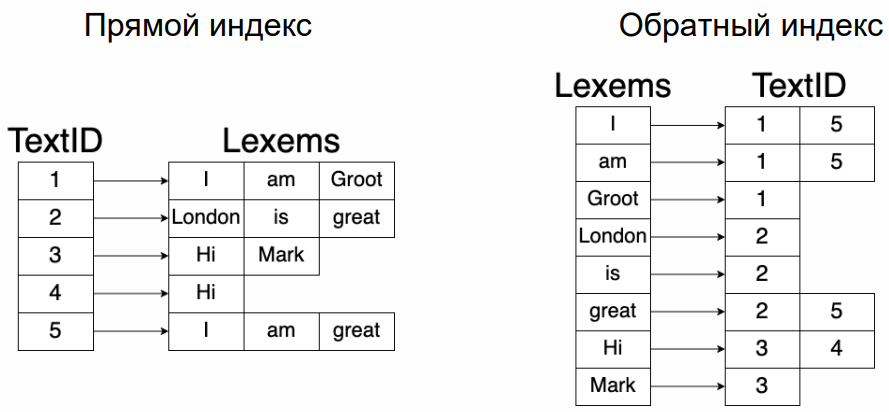 Прямой индекс
TextID Lexems
1 I am Groot
2 London is great
3 Hi Mark
4 Hi
5 I am great
Обратный индекс
Lexems TextID
I 1 5
am 1 5
Groot 1
London 2
is 2
great 2 5
Hi 3 4
Mark 3